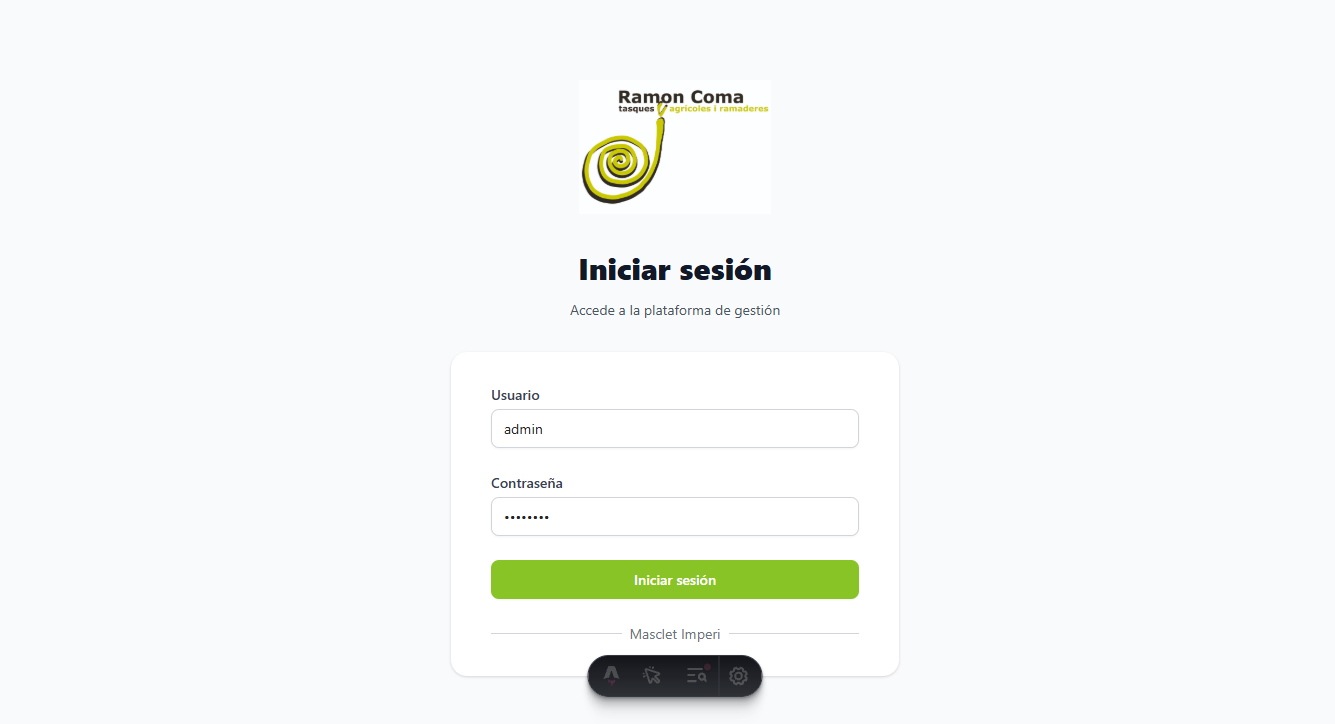 Ramon Coma
tasques agrícoles i ramaderes
Iniciar sesión
Accede a la plataforma de gestión
Usuario
admin
Contraseña
••••••••
Iniciar sesión
Masclet Imperi